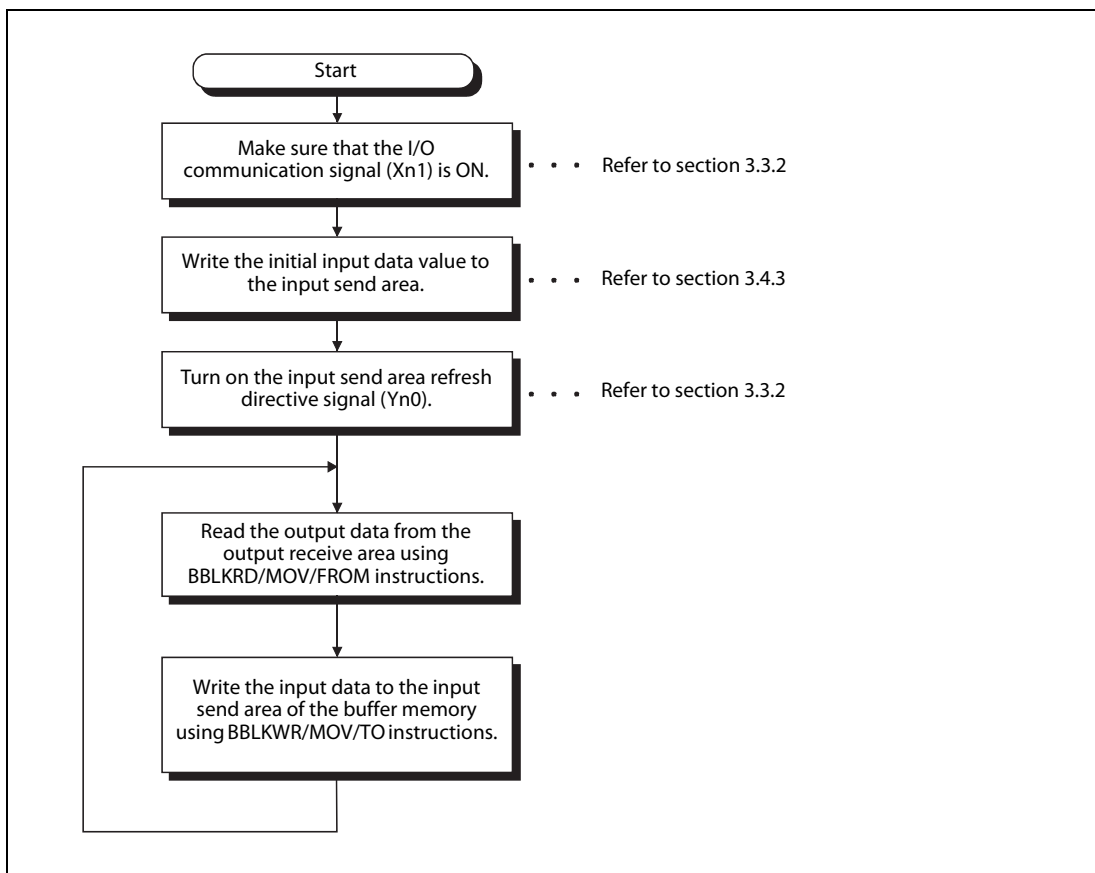 Start
Make sure that the I/O
communication signal (Xn1) is ON.
• • • Refer to section 3.3.2
Write the initial input data value to
the input send area.
• • • Refer to section 3.4.3
Turn on the input send area refresh
directive signal (Yn0).
• • • Refer to section 3.3.2
Read the output data from the
output receive area using
BBLKRD/MOV/FROM instructions.
Write the input data to the input
send area of the buffer memory
using BBLKWR/MOV/TO instructions.